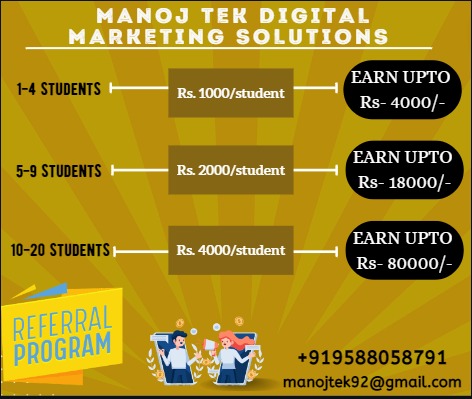 MANOJ TEK DIGITAL
MARKETING SOLUTIONS
1-4 STUDENTS
Rs. 1000/student
EARN UPTO
Rs- 4000/-
5-9 STUDENTS
Rs. 2000/student
EARN UPTO
Rs- 18000/-
10-20 STUDENTS
Rs. 4000/student
EARN UPTO
Rs- 80000/-
REFERRAL
PROGRAM
+919588058791
manojtek92@gmail.com